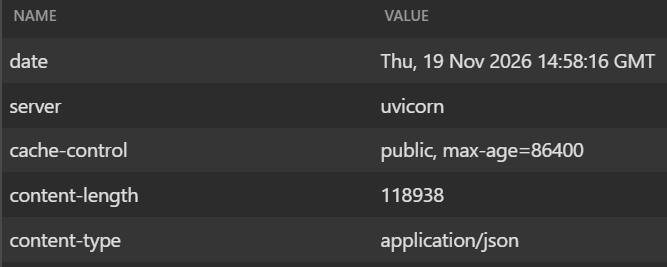 NAME VALUE
date Thu, 19 Nov 2026 14:58:16 GMT
server uvicorn
cache-control public, max-age=86400
content-length 118938
content-type application/json